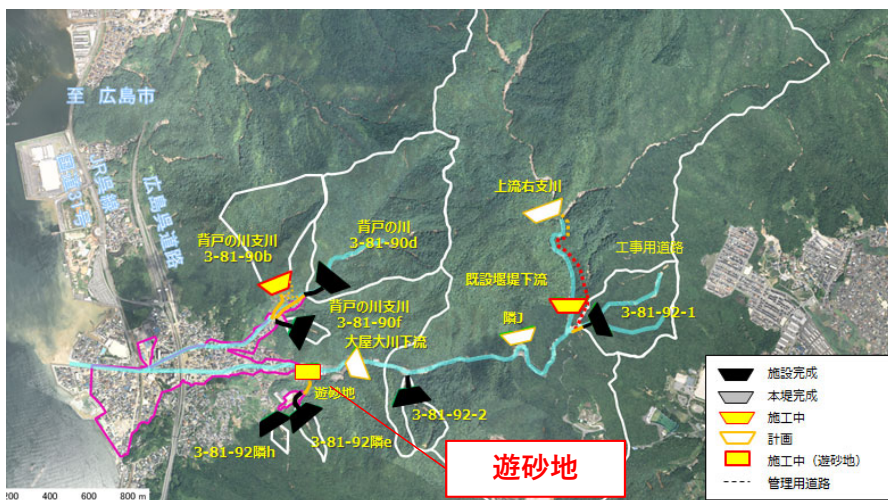 至 広島市
JR呉線
国道31号
広島呉道路
上流右支川
背戸の川支川
3-81-90b
背戸の川
3-81-90d
工事用道路
既設堰堤下流
背戸の川支川
3-81-90f
隣J
3-81-92-1
大屋大川下流
遊砂地
3-81-92-2
3-81-92隣h
3-81-92隣e
遊砂地
施設完成
本堤完成
施工中
計画
施工中（遊砂地）
管理用道路
200 0 200 400 600 800 m